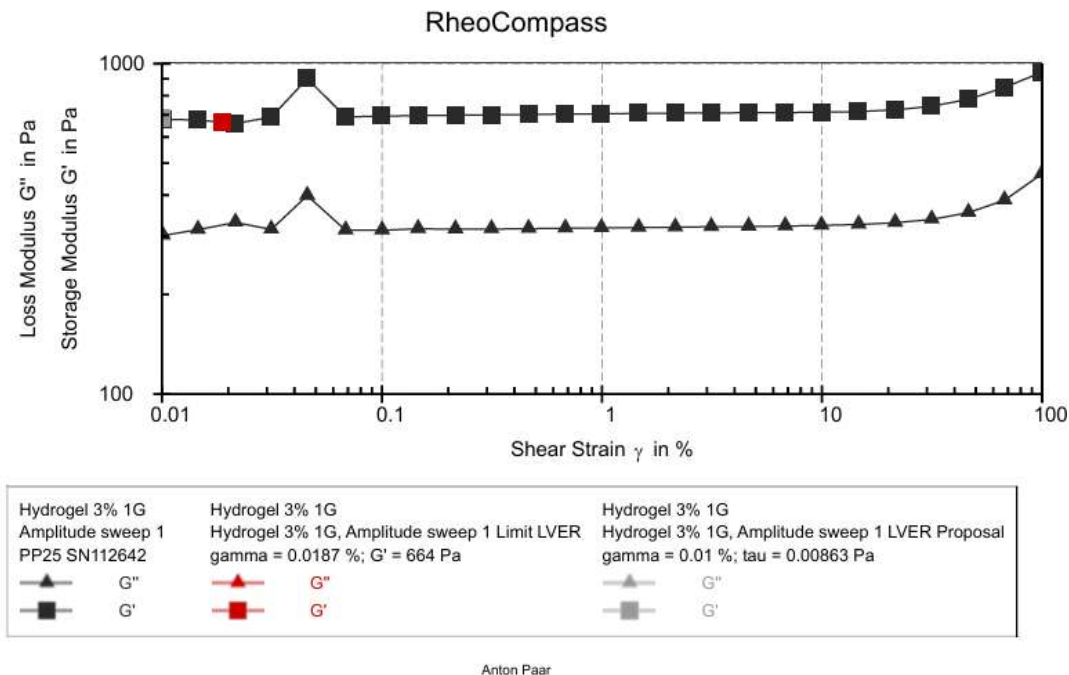 RheoCompass
Loss Modulus G" in Pa
Storage Modulus G' in Pa
1000
100
0.01
0.1
1
10
100
Shear Strain γ in %
Hydrogel 3% 1G
Amplitude sweep 1
PP25 SN112642
G"
G'
Hydrogel 3% 1G
Hydrogel 3% 1G, Amplitude sweep 1 Limit LVER
gamma = 0.0187 %; G' = 664 Pa
G"
G'
Hydrogel 3% 1G
Hydrogel 3% 1G, Amplitude sweep 1 LVER Proposal
gamma = 0.01 %; tau = 0.00863 Pa
G"
G'
Anton Paar